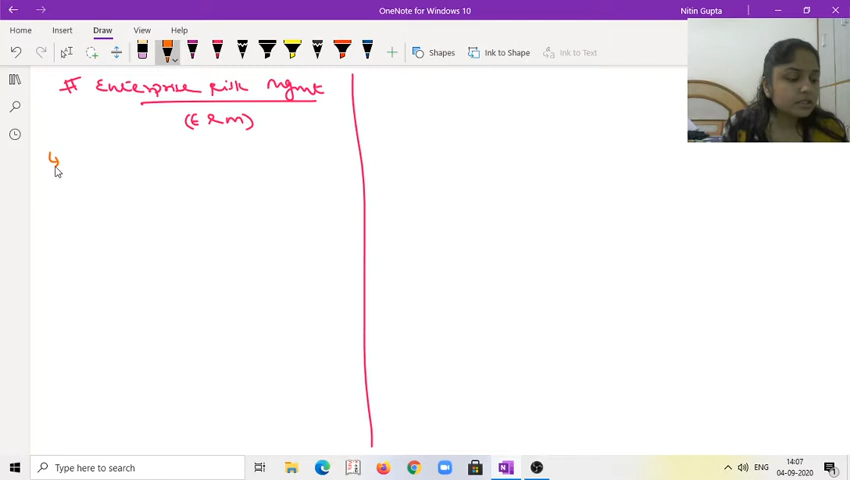 OneNote for Windows 10
Nitin Gupta
Home Insert Draw View Help
Shapes Ink to Shape Ink to Text
# Enterprise Risk Mgmt
(ERM)
Type here to search
ENG
14:07
04-09-2020